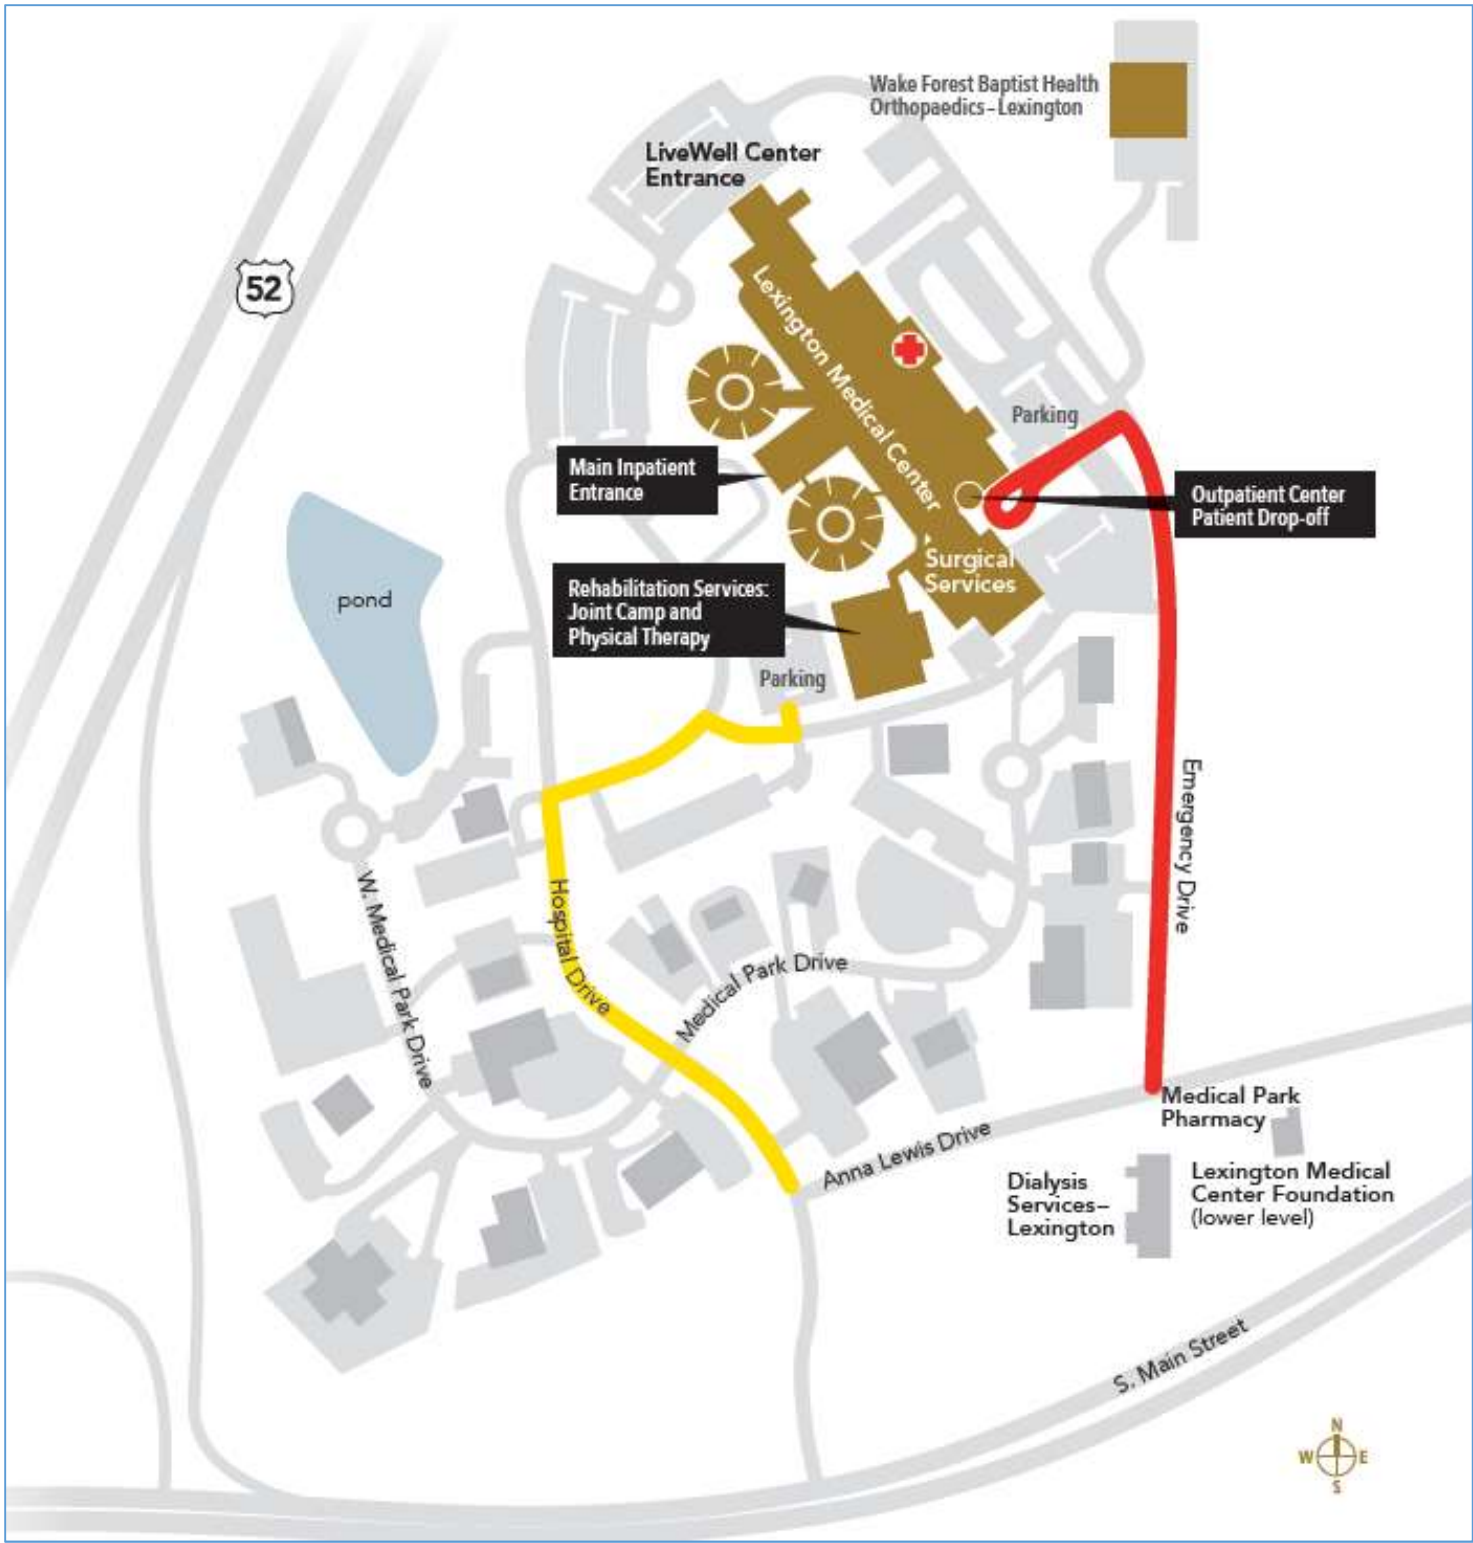 Wake Forest Baptist Health
Orthopaedics–Lexington
LiveWell Center
Entrance
52
Lexington Medical Center
Parking
Main Inpatient
Entrance
Outpatient Center
Patient Drop-off
Surgical
Services
Rehabilitation Services:
Joint Camp and
Physical Therapy
pond
Parking
Emergency Drive
W. Medical Park Drive
Hospital Drive
Medical Park Drive
Medical Park
Pharmacy
Anna Lewis Drive
Dialysis
Services–
Lexington
Lexington Medical
Center Foundation
(lower level)
S. Main Street
N
W
E
S